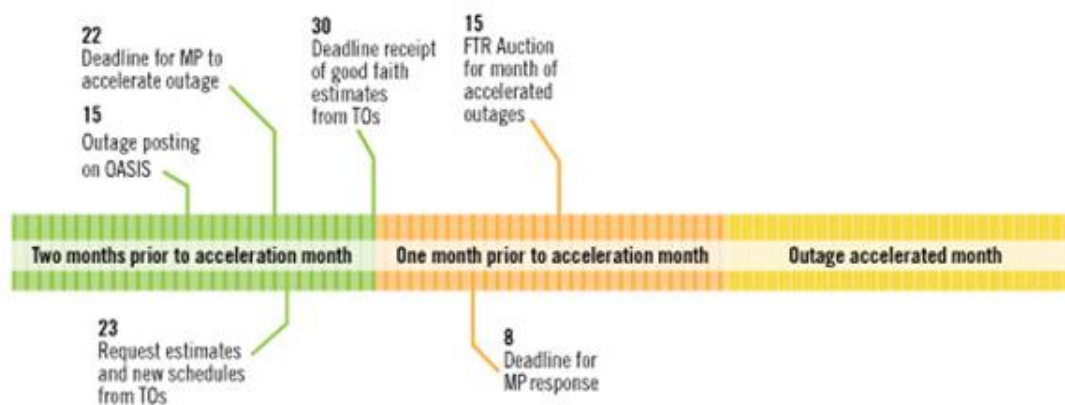 22
Deadline for MP to
accelerate outage
15
Outage posting
on OASIS
30
Deadline receipt
of good faith
estimates
from TOs
15
FTR Auction
for month of
accelerated
outages
Two months prior to acceleration month
One month prior to acceleration month
Outage accelerated month
23
Request estimates
and new schedules
from TOs
8
Deadline for
MP response